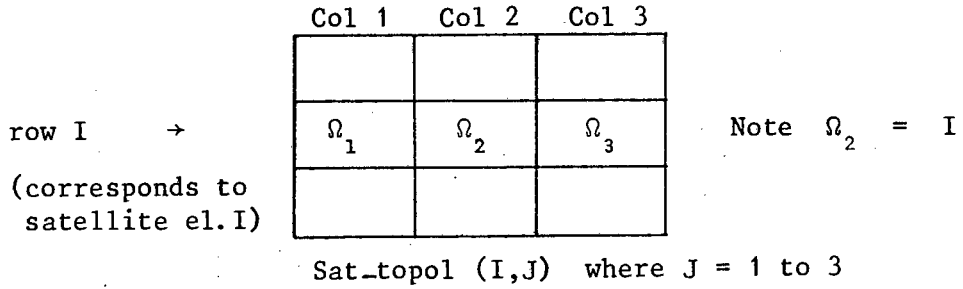 Col 1 Col 2 Col 3
row I → Ω₁ Ω₂ Ω₃ Note Ω₂ = I
(corresponds to
satellite el.I)
Sat_topol (I,J) where J = 1 to 3